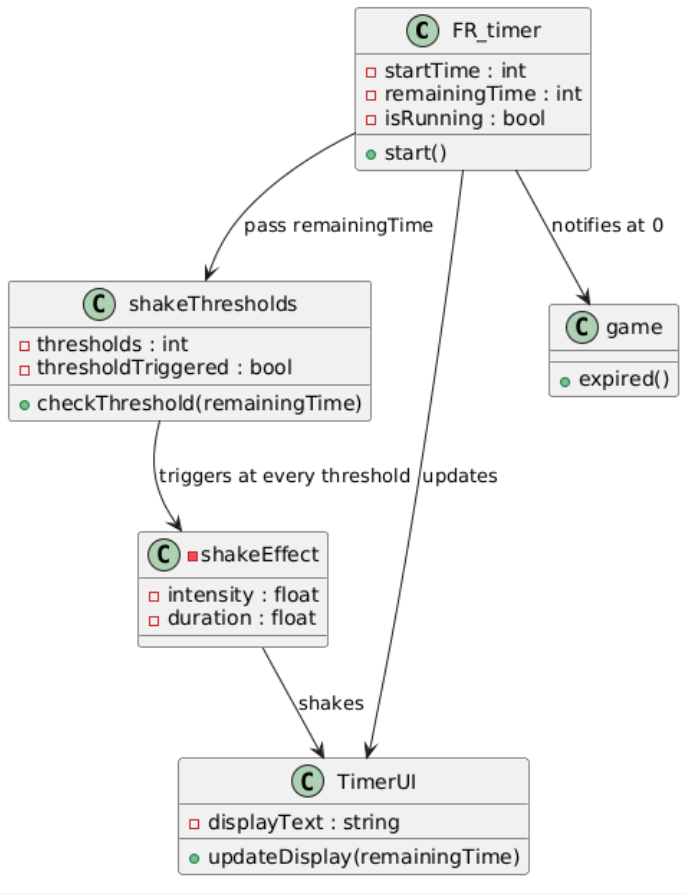 C FR_timer
startTime : int
remainingTime : int
isRunning : bool
start()
pass remainingTime
notifies at 0
C shakeThresholds
thresholds : int
thresholdTriggered : bool
checkThreshold(remainingTime)
C game
expired()
triggers at every threshold
updates
C shakeEffect
intensity : float
duration : float
shakes
C TimerUI
displayText : string
updateDisplay(remainingTime)